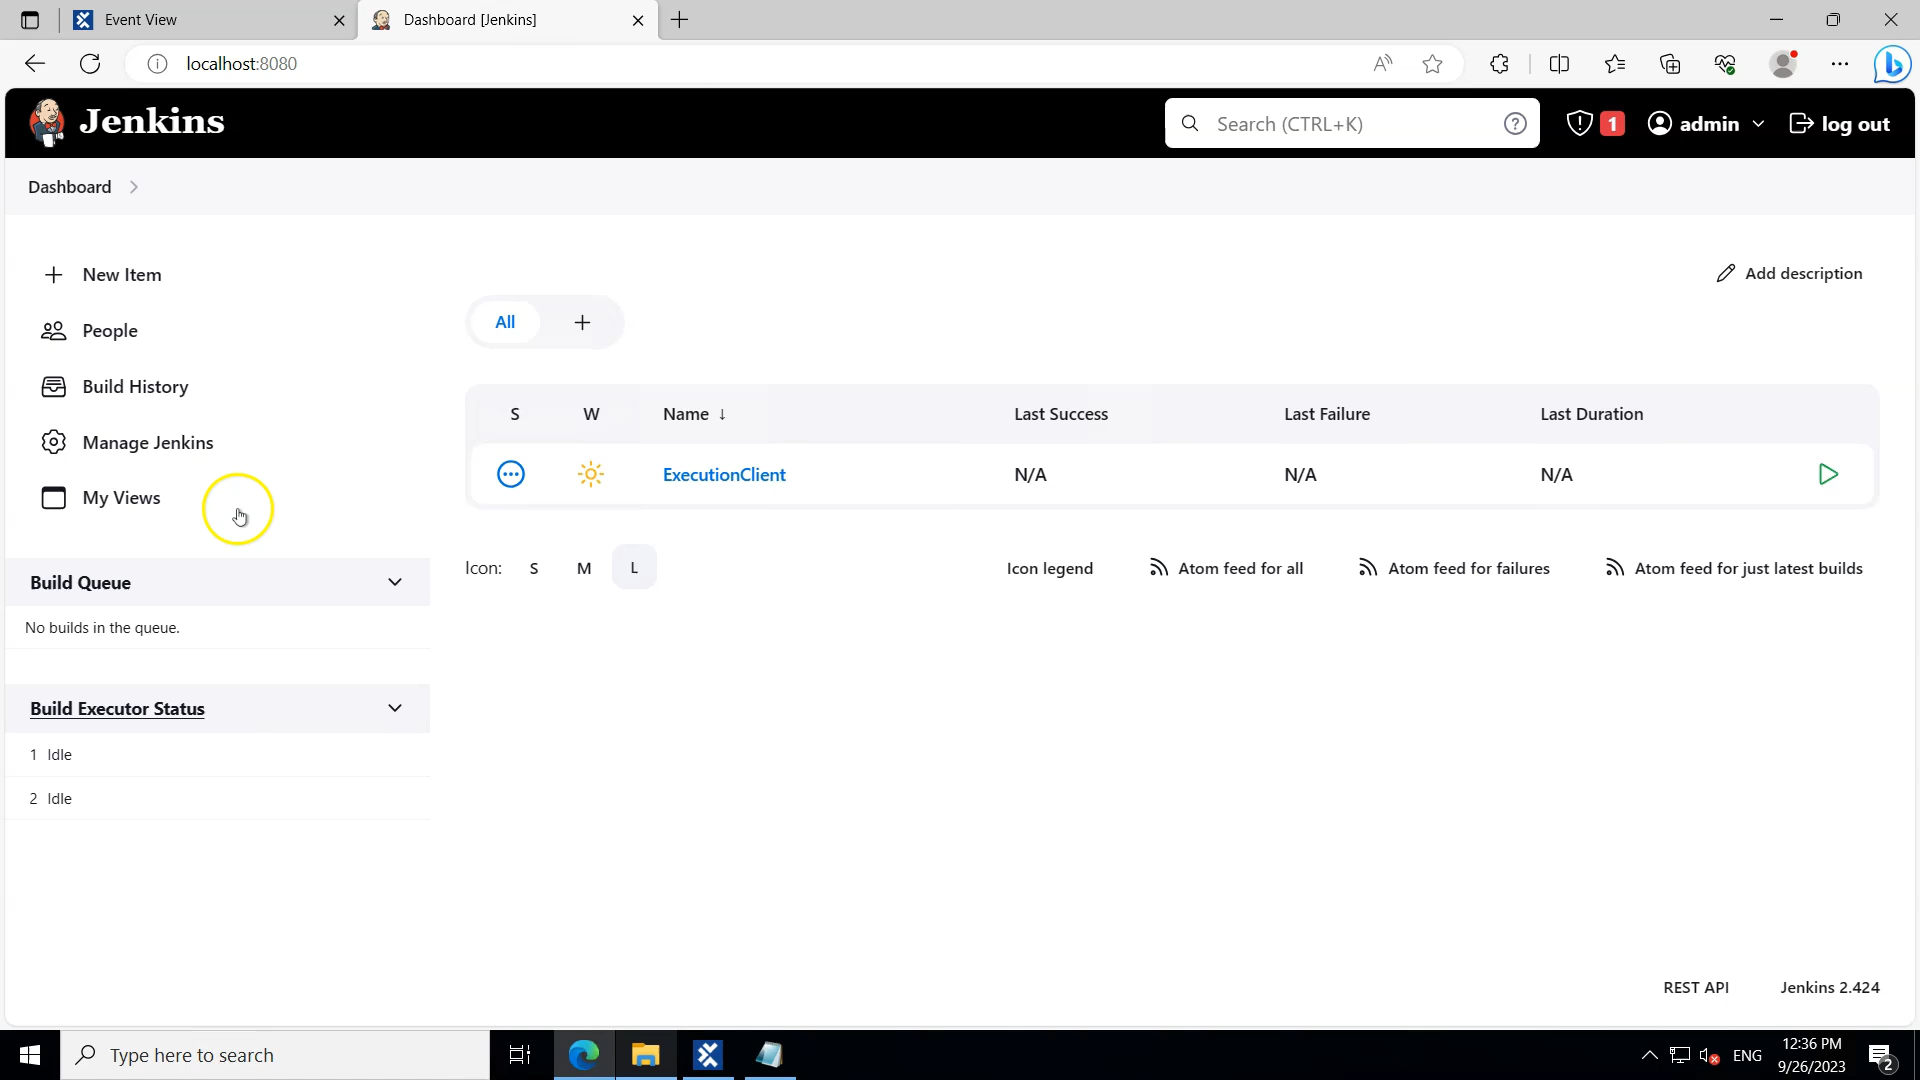 Event View
Dashboard [Jenkins]
localhost:8080
Jenkins
Search (CTRL+K)
1
admin
log out
Dashboard
New Item
People
Build History
Manage Jenkins
My Views
Build Queue
No builds in the queue.
Build Executor Status
1 Idle
2 Idle
Add description
All
S W Name ↓ Last Success Last Failure Last Duration
ExecutionClient N/A N/A N/A
Icon: S M L
Icon legend
Atom feed for all
Atom feed for failures
Atom feed for just latest builds
REST API
Jenkins 2.424
Type here to search
ENG
12:36 PM
9/26/2023
2